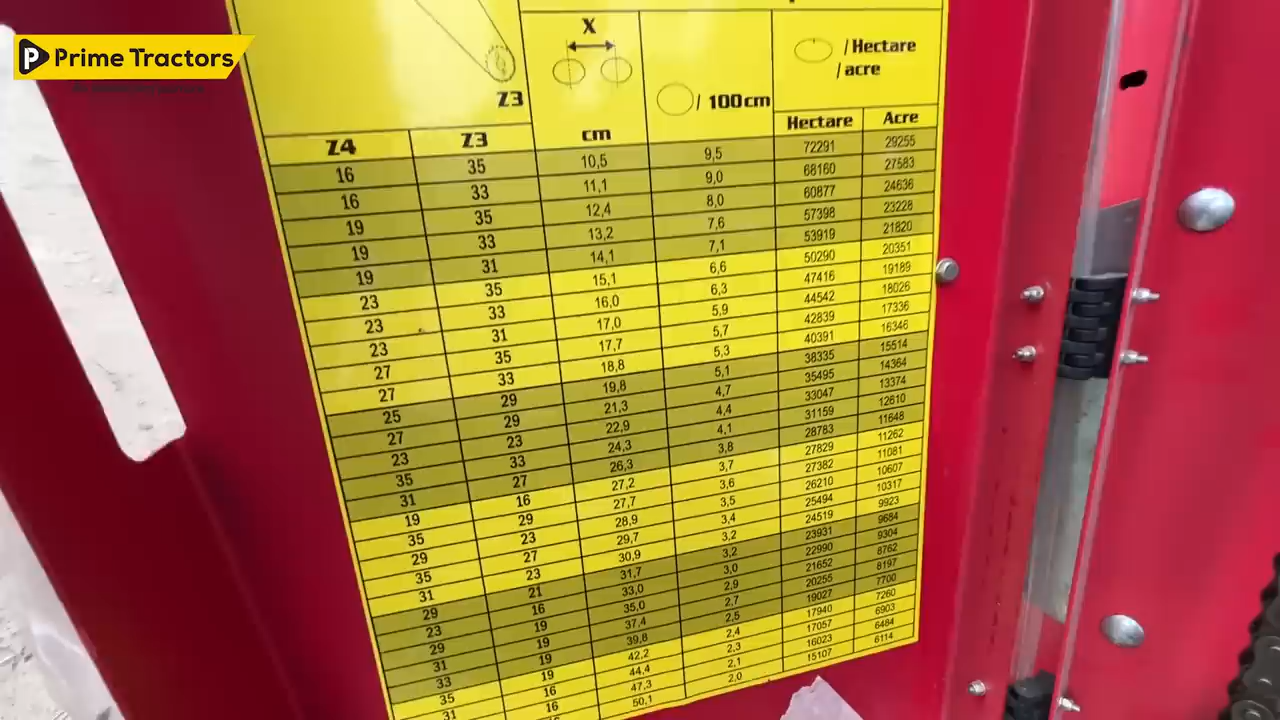 Prime Tractors
Z3
X
/ Hectare
/ acre
/ 100cm
Z4 Z3 cm Hectare Acre
16 35 10,5 9,5 72291 29255
16 33 11,1 9,0 68160 27583
19 35 12,4 8,0 60877 24636
19 33 13,2 7,6 57398 23228
19 31 14,1 7,1 53919 21820
23 35 15,1 6,6 50290 20351
23 33 16,0 6,3 47416 19189
23 31 17,0 5,9 44542 18026
27 35 17,7 5,7 42839 17336
27 33 18,8 5,3 40391 16346
25 29 19,8 5,1 38335 15514
27 29 21,3 4,7 35495 14364
23 23 22,9 4,4 33047 13374
35 33 24,3 4,1 31159 12610
31 27 26,3 3,8 28783 11648
19 16 27,2 3,7 27829 11262
35 29 27,7 3,6 27382 11081
29 23 28,9 3,5 26210 10607
35 27 29,7 3,4 25494 10317
31 23 30,9 3,2 24519 9923
29 21 31,7 3,2 23931 9684
23 16 33,0 3,0 22990 9304
29 19 35,0 2,9 21652 8762
31 19 37,4 2,7 20255 8197
33 19 39,8 2,5 19027 7700
35 16 42,2 2,4 17940 7260
31 16 44,4 2,3 17057 6903
47,3 2,1 16023 6484
50,1 2,0 15107 6114